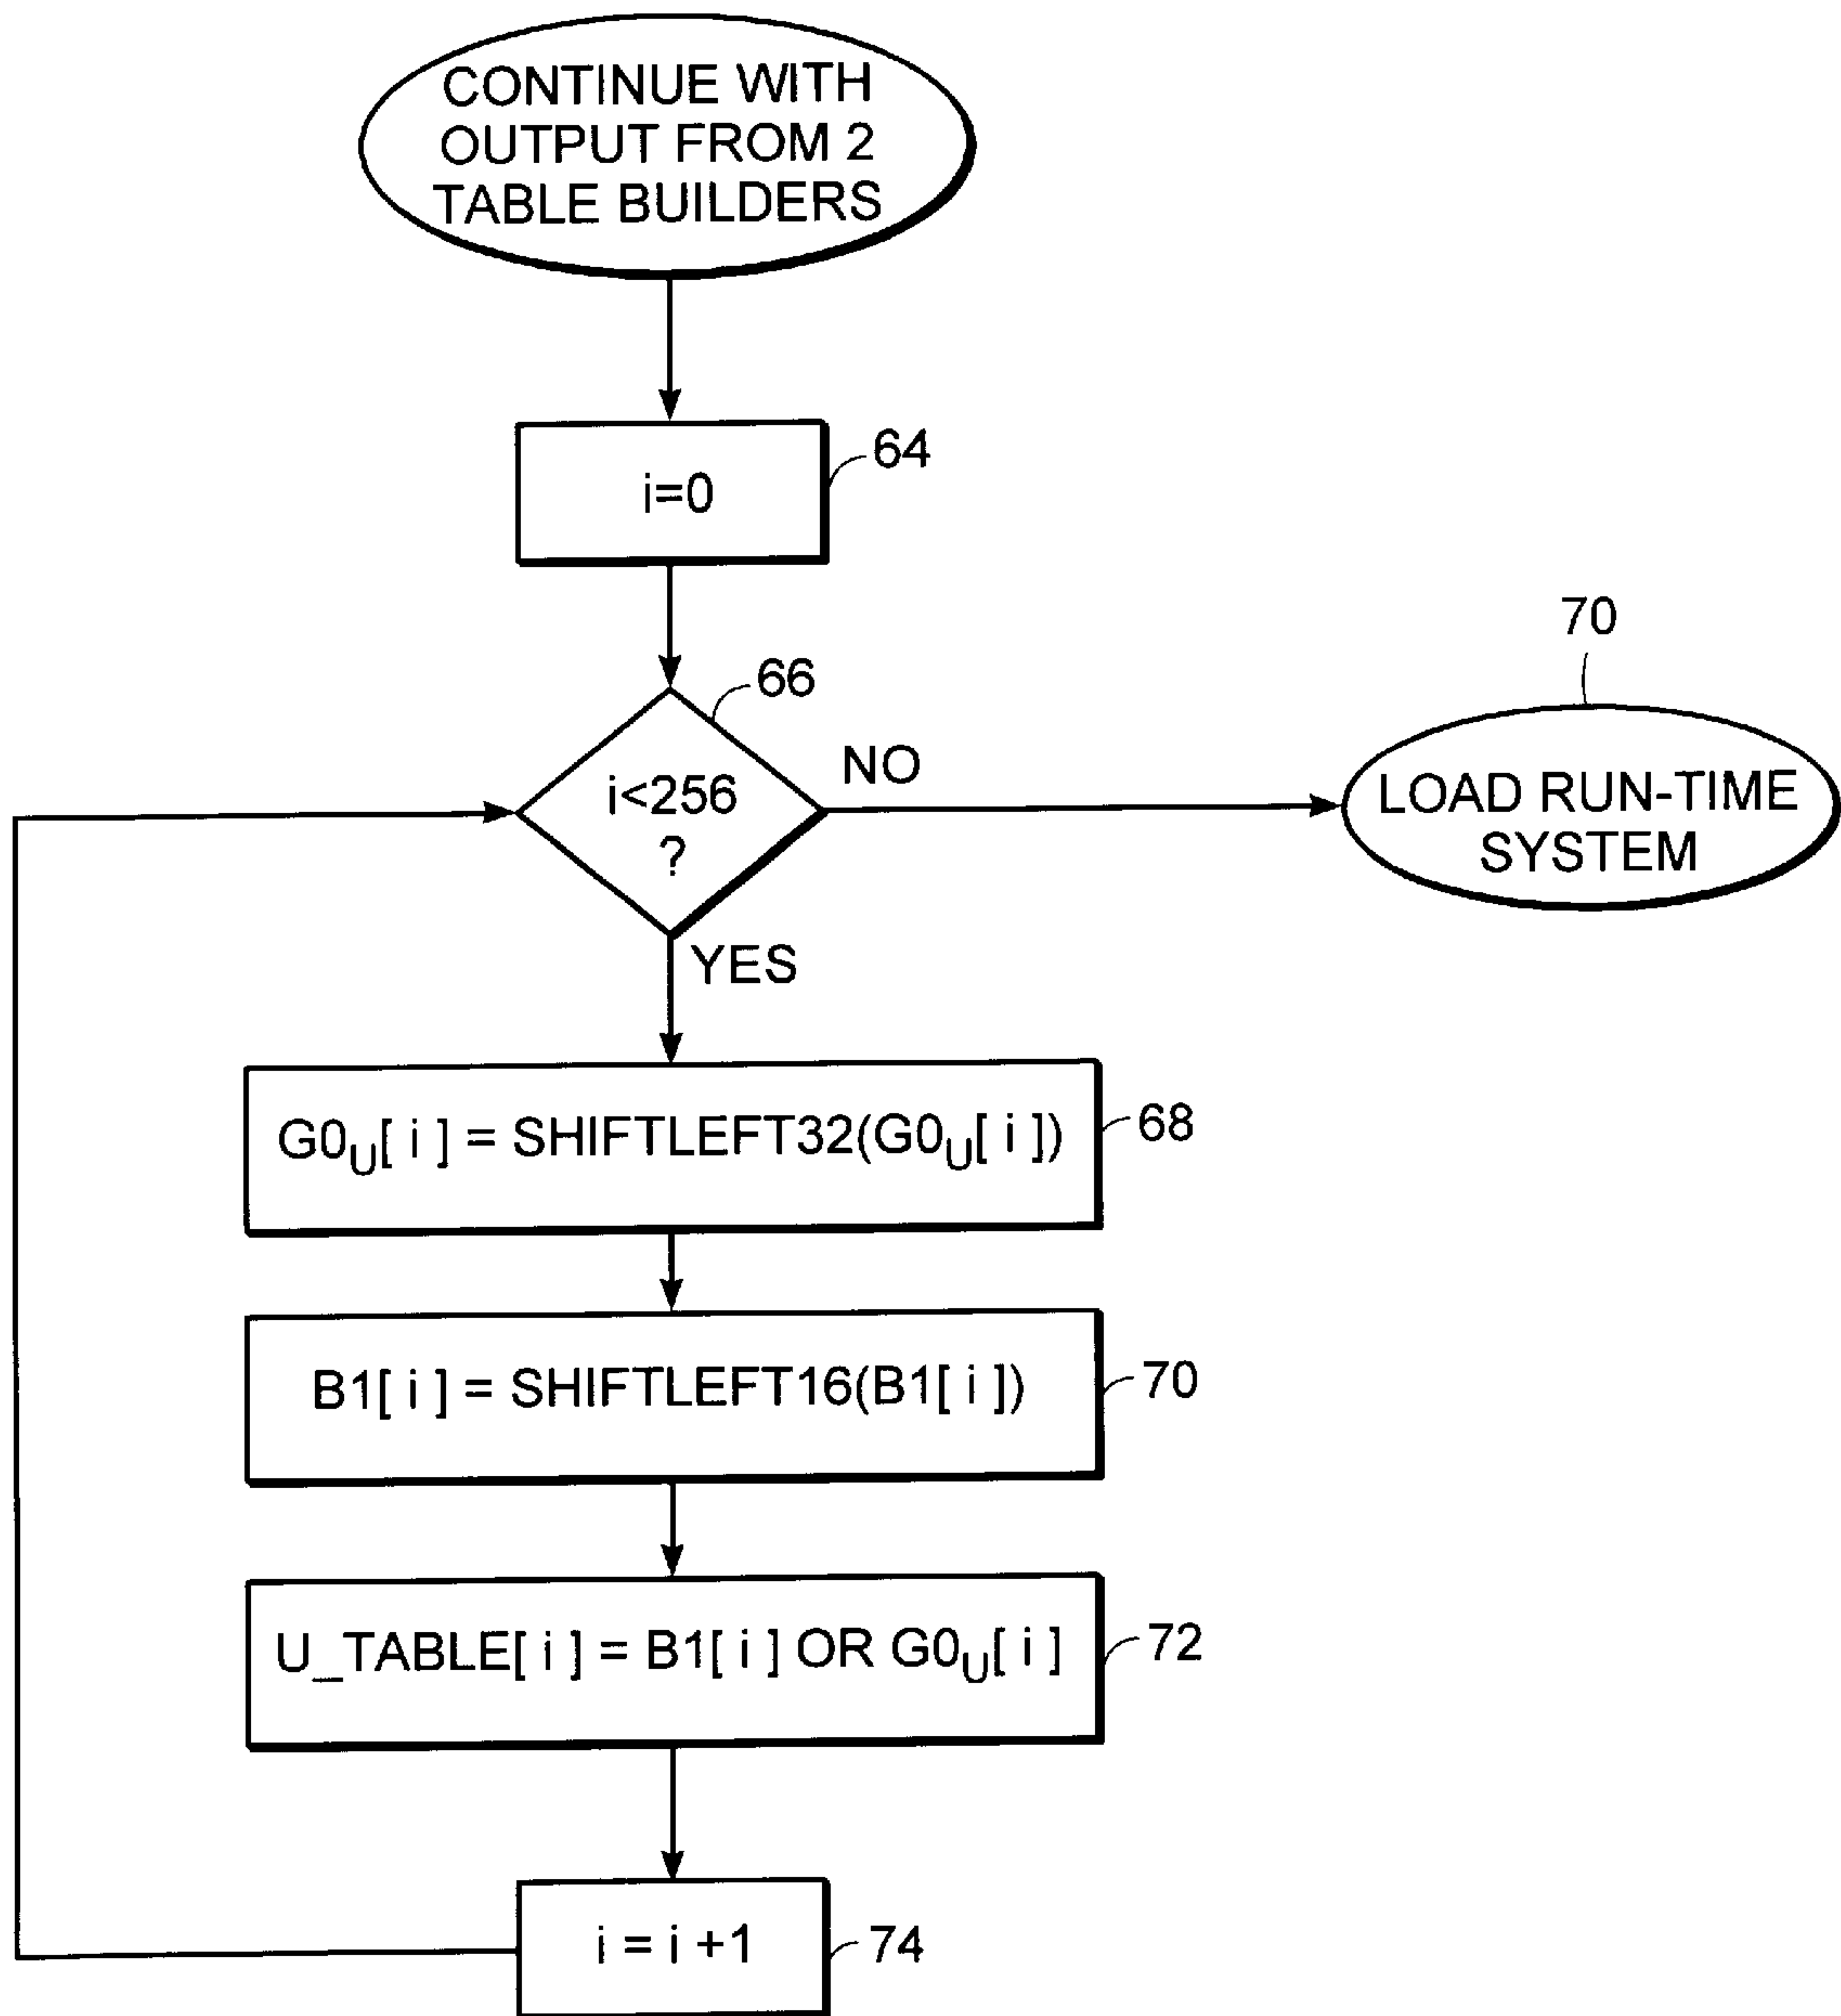 CONTINUE WITH
OUTPUT FROM 2
TABLE BUILDERS
i=0
64
66
i<256
?
NO
70
LOAD RUN-TIME
SYSTEM
YES
G0U[ i ] = SHIFTLEFT32(G0U[ i ])
68
B1[ i ] = SHIFTLEFT16(B1[ i ])
70
U_TABLE[ i ] = B1[ i ] OR G0U[ i ]
72
i = i +1
74